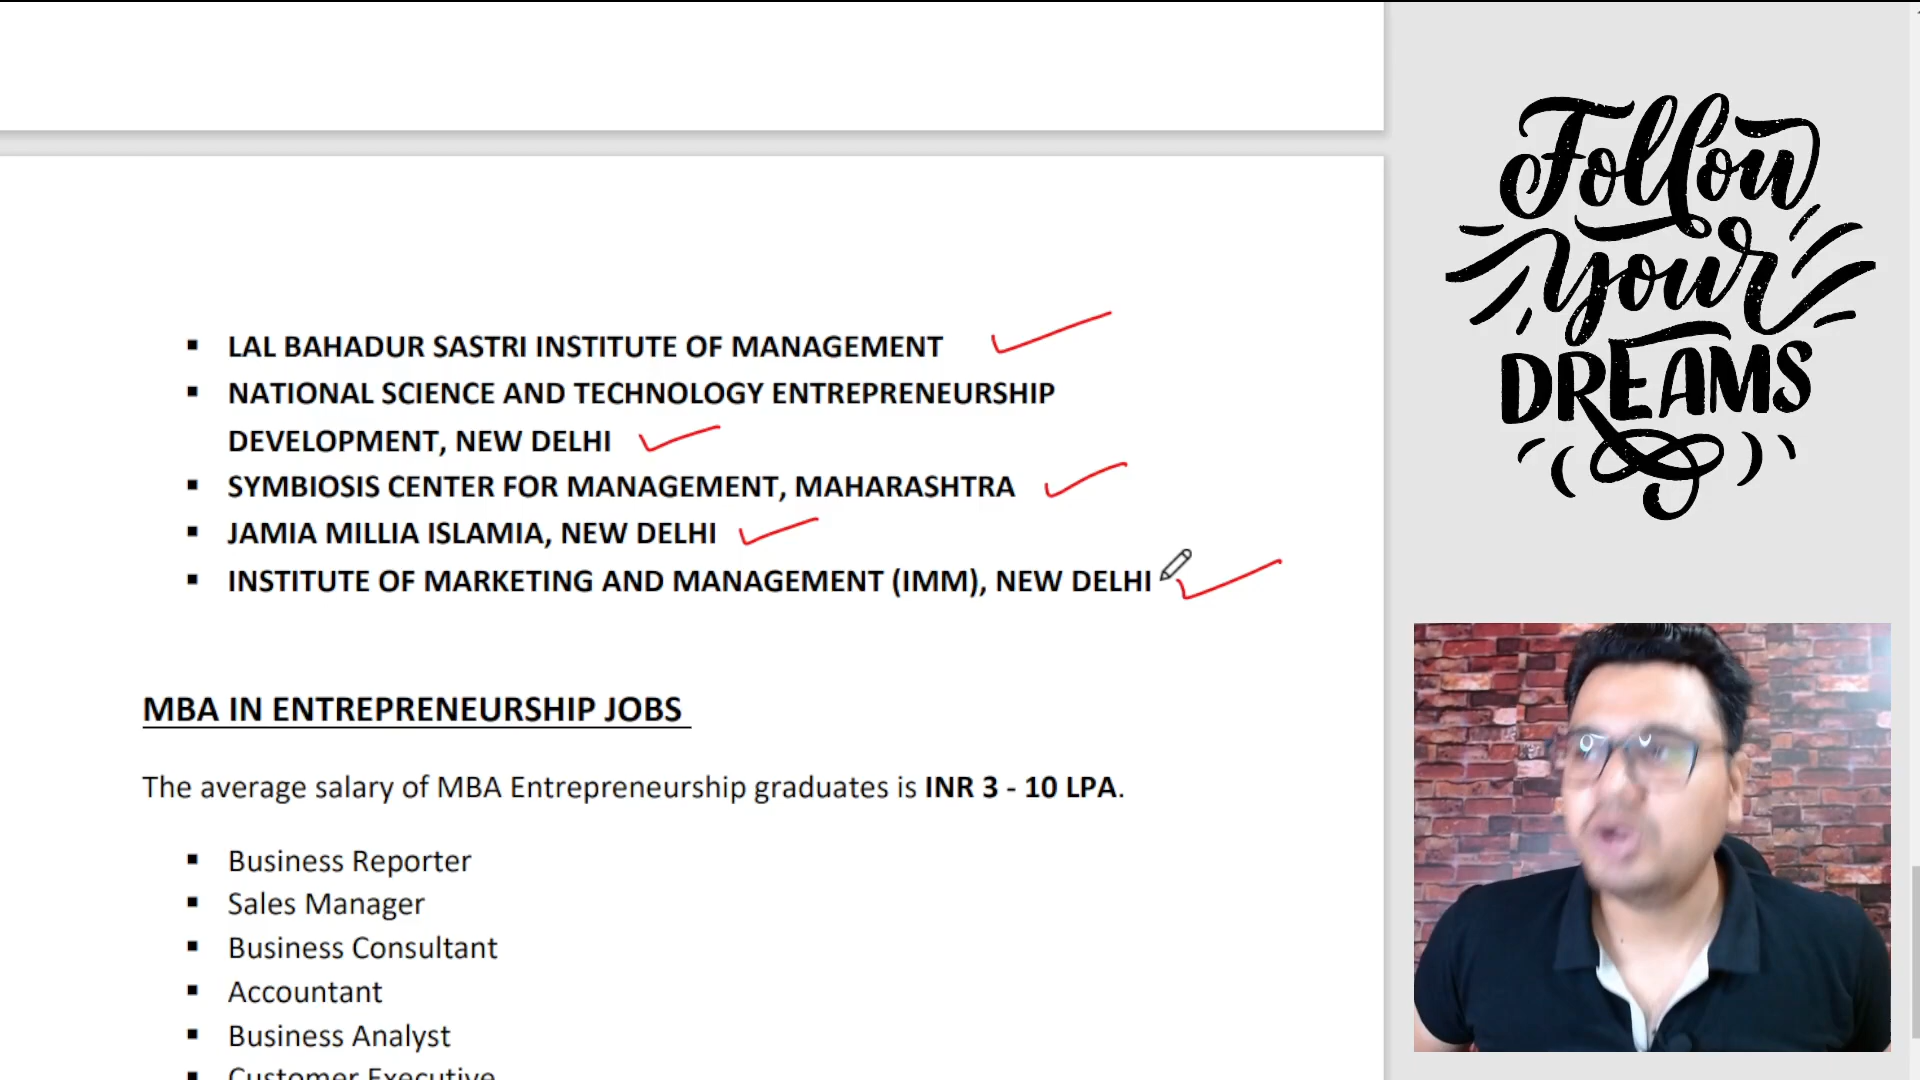 LAL BAHADUR SASTRI INSTITUTE OF MANAGEMENT
NATIONAL SCIENCE AND TECHNOLOGY ENTREPRENEURSHIP
DEVELOPMENT, NEW DELHI
SYMBIOSIS CENTER FOR MANAGEMENT, MAHARASHTRA
JAMIA MILLIA ISLAMIA, NEW DELHI
INSTITUTE OF MARKETING AND MANAGEMENT (IMM), NEW DELHI
MBA IN ENTREPRENEURSHIP JOBS
The average salary of MBA Entrepreneurship graduates is INR 3 - 10 LPA.
Business Reporter
Sales Manager
Business Consultant
Accountant
Business Analyst
Customer Executive
Follow
Your
DREAMS